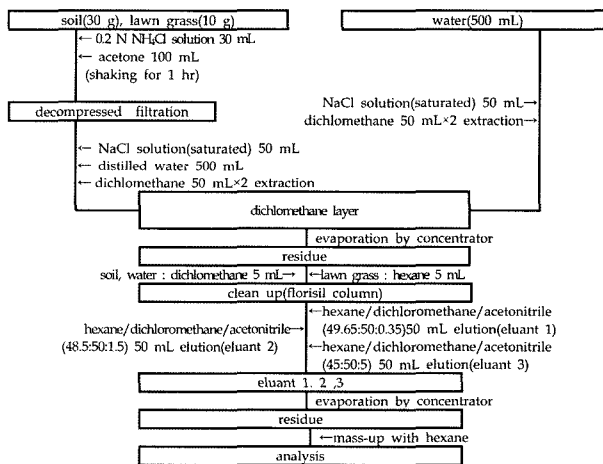 soil(30 g), lawn grass(10 g)
water(500 mL)
← 0.2 N NH₄Cl solution 30 mL
← acetone 100 mL
(shaking for 1 hr)
decompressed filtration
NaCl solution(saturated) 50 mL→
dichlomethane 50 mL×2 extraction→
← NaCl solution(saturated) 50 mL
← distilled water 500 mL
← dichlomethane 50 mL×2 extraction
dichlomethane layer
evaporation by concentrator
residue
soil, water : dichlomethane 5 mL→
←lawn grass : hexane 5 mL
clean up(florisil column)
←hexane/dichloromethane/acetonitrile
(49.65:50:0.35)50 mL elution(eluant 1)
hexane/dichloromethane/acetonitrile→
(48.5:50:1.5) 50 mL elution(eluant 2)
←hexane/dichloromethane/acetonitrile
(45:50:5) 50 mL elution(eluant 3)
eluant 1. 2 ,3
evaporation by concentrator
residue
←mass-up with hexane
analysis